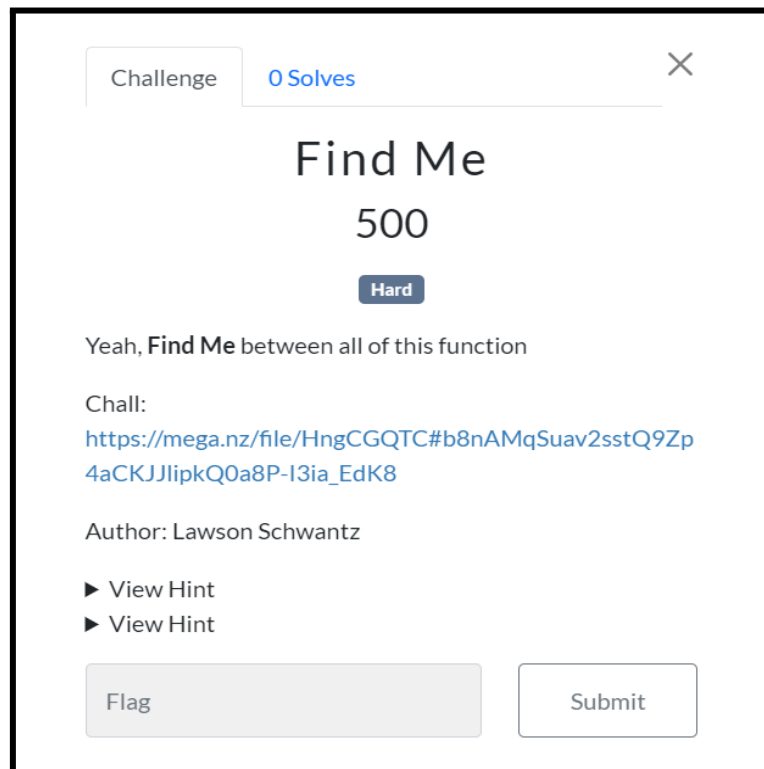 Challenge
0 Solves
Find Me
500
Hard
Yeah, Find Me between all of this function
Chall:
https://mega.nz/file/HngCGQTC#b8nAMqSuav2sstQ9Zp
4aCKJJlipkQ0a8P-I3ia_EdK8
Author: Lawson Schwantz
▶ View Hint
▶ View Hint
Flag
Submit